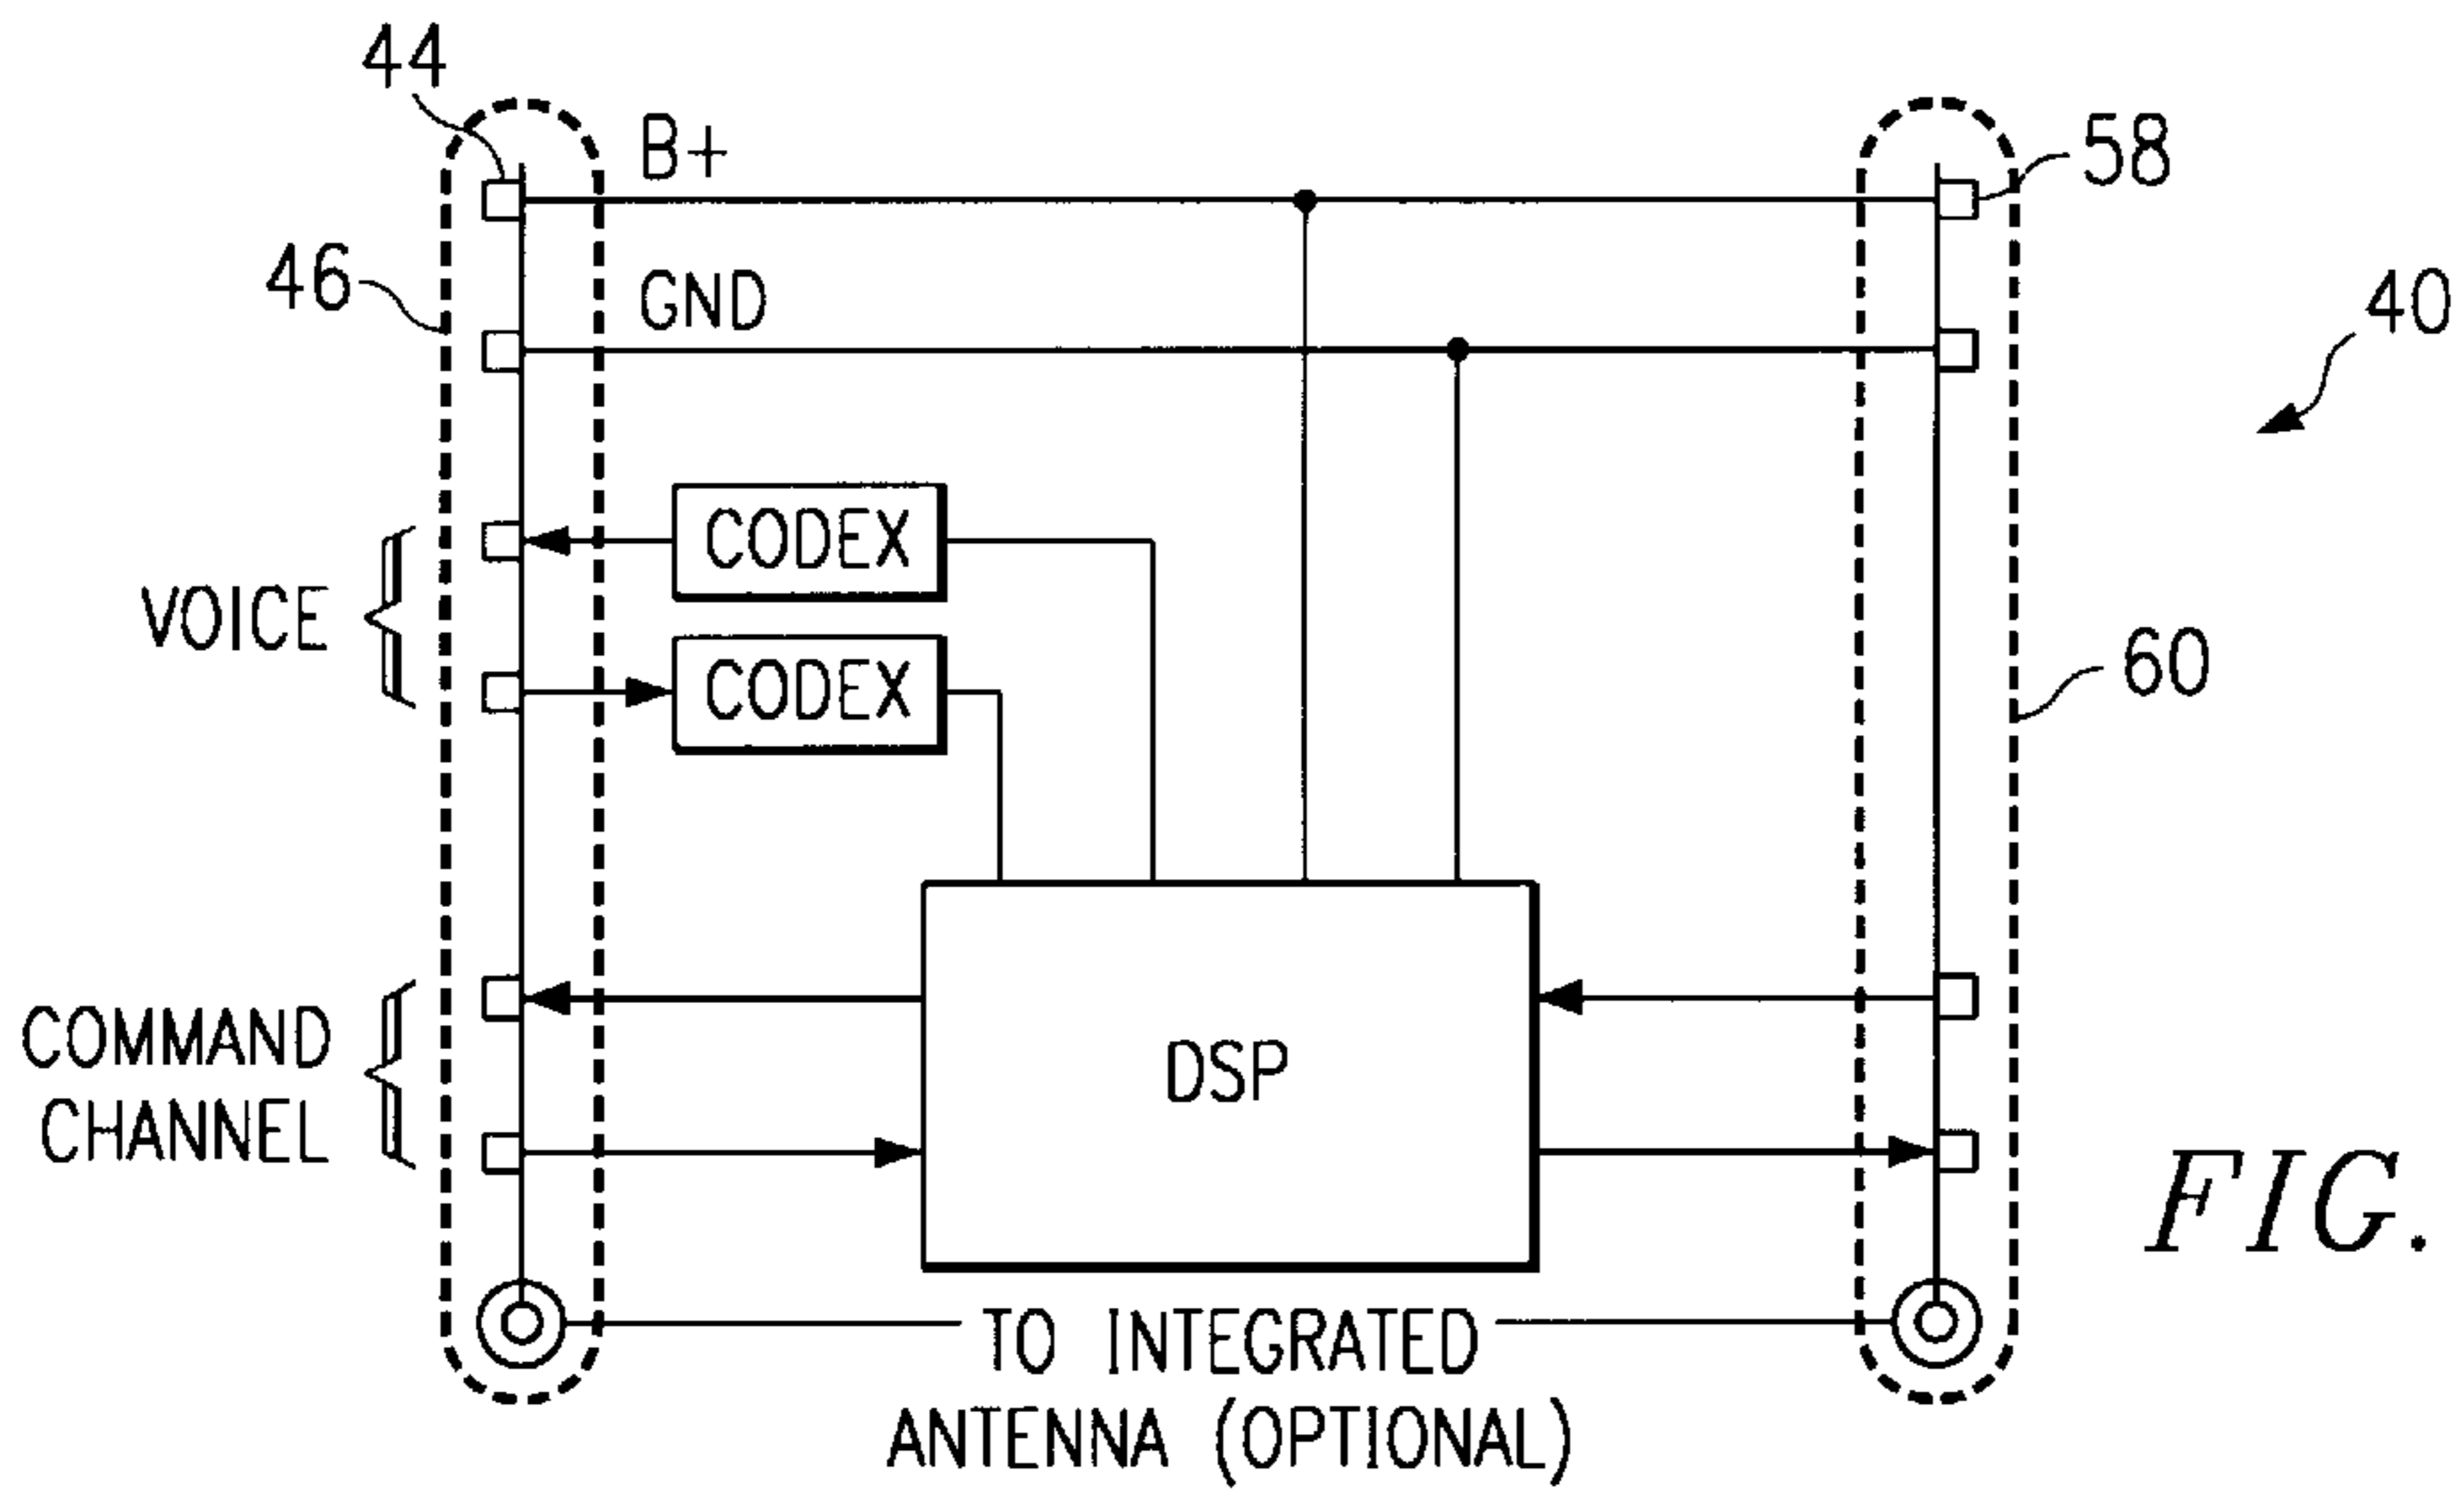 44
B+
58
46
GND
40
CODEX
VOICE
CODEX
60
COMMAND
CHANNEL
DSP
FIG.
TO INTEGRATED
ANTENNA (OPTIONAL)